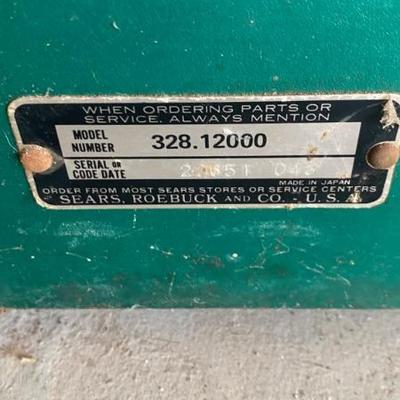 WHEN ORDERING PARTS OR
SERVICE, ALWAYS MENTION
MODEL NUMBER 328.12000
SERIAL OR CODE DATE
MADE IN JAPAN
ORDER FROM MOST SEARS STORES OR SERVICE CENTERS
SEARS, ROEBUCK AND CO. - U.S.A.